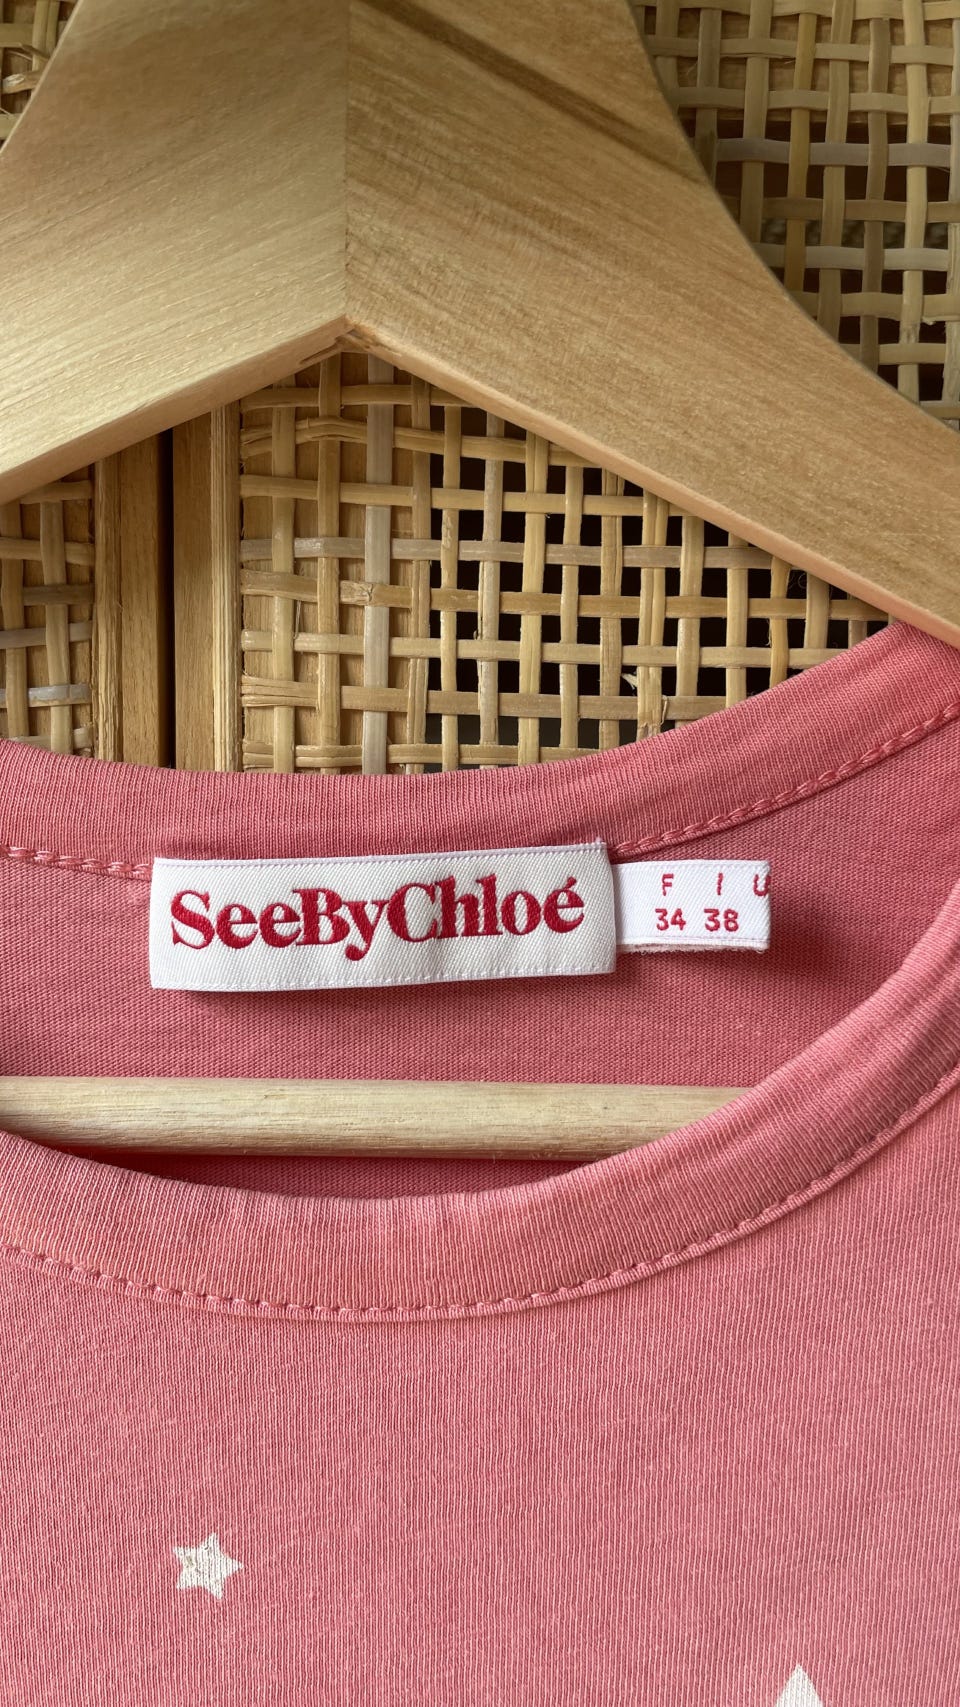 SeeByChloé
F I U
34 38